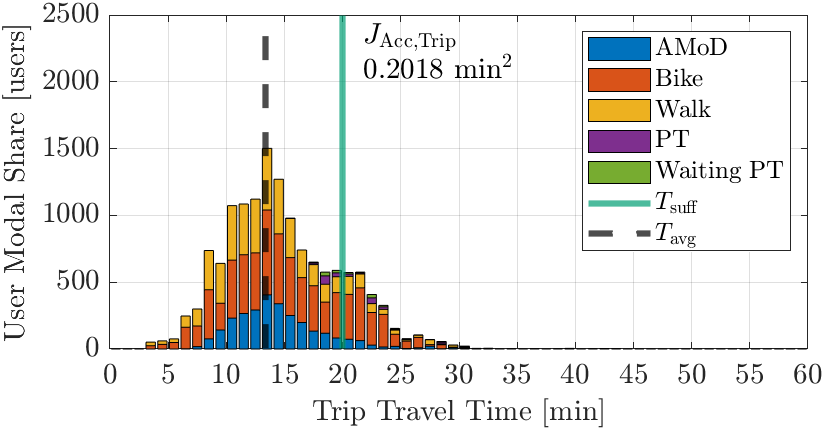 2500
2000
1500
1000
500
0
User Modal Share [users]
J_Acc,Trip
0.2018 min²
AMoD
Bike
Walk
PT
Waiting PT
T_suff
T_avg
0 5 10 15 20 25 30 35 40 45 50 55 60
Trip Travel Time [min]